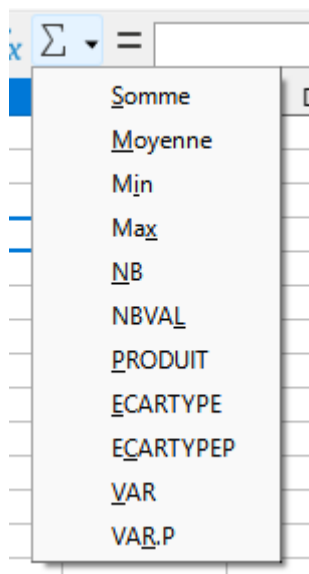 Σ =
Somme
Moyenne
Min
Max
NB
NBVAL
PRODUIT
ECARTYPE
ECARTYPEP
VAR
VAR.P